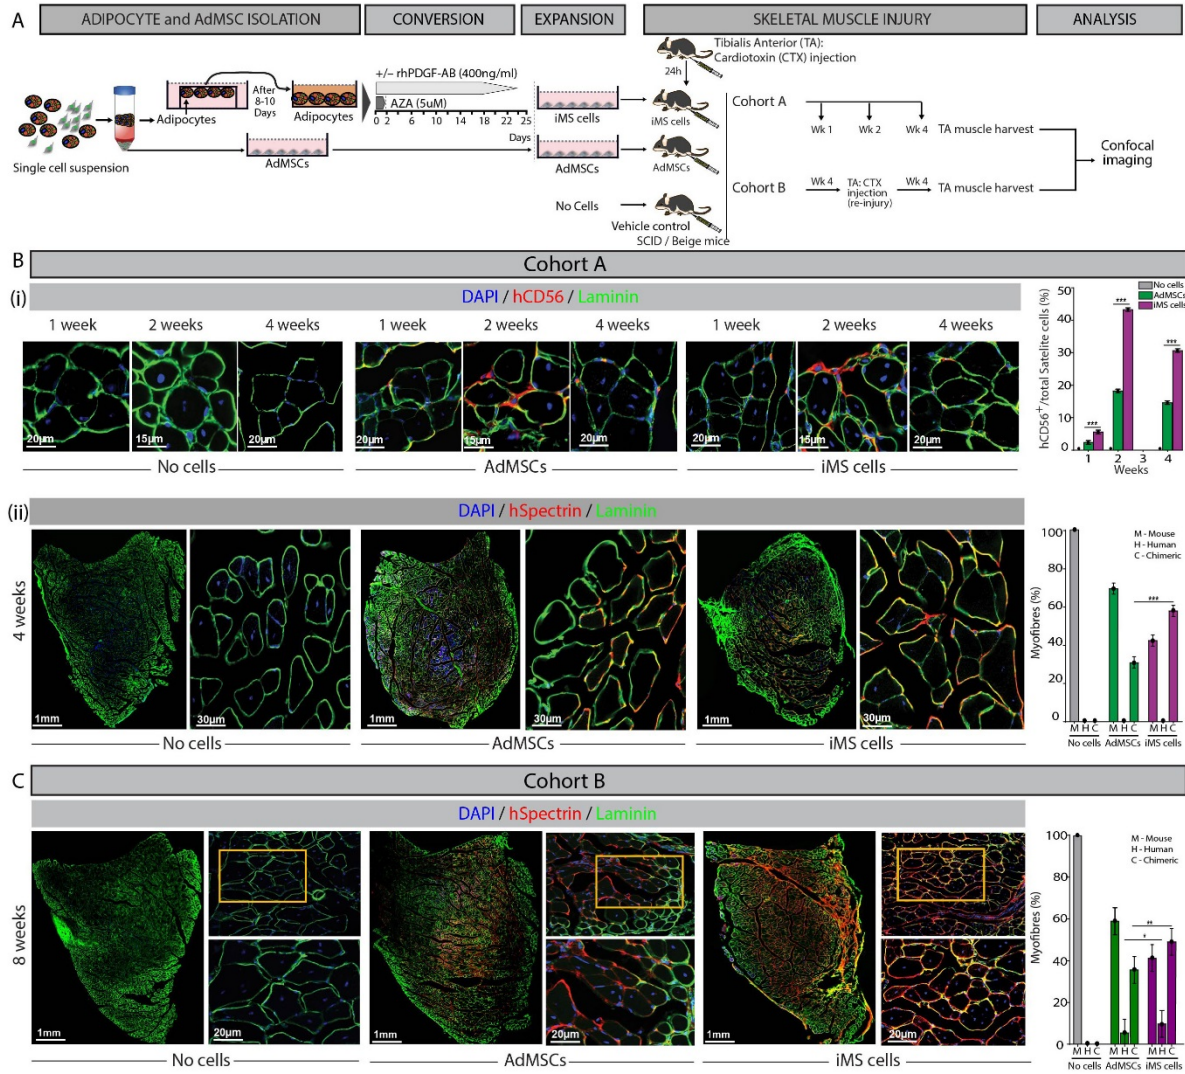 A
ADIPOCYTE and AdMSC ISOLATION
CONVERSION
EXPANSION
SKELETAL MUSCLE INJURY
ANALYSIS
Tibialis Anterior (TA):
Cardiotoxin (CTX) injection
24h
+/– rhPDGF-AB (400ng/ml)
AZA (5uM)
0 2 6 10 14 18 22 25
Days
After
8-10
Days
Adipocytes
Adipocytes
AdMSCs
Single cell suspension
iMS cells
iMS cells
AdMSCs
AdMSCs
No Cells
Vehicle control
SCID / Beige mice
Cohort A
Wk 1
Wk 2
Wk 4
TA muscle harvest
Cohort B
Wk 4
TA: CTX
injection
(re-injury)
Wk 4
TA muscle harvest
Confocal
imaging
B
Cohort A
(i)
DAPI / hCD56 / Laminin
1 week 2 weeks 4 weeks 1 week 2 weeks 4 weeks 1 week 2 weeks 4 weeks
20µm 15µm 20µm 20µm 15µm 20µm 20µm 15µm 20µm
No cells
AdMSCs
iMS cells
hCD56+/total Satelite cells (%)
50
40
30
20
10
0
No cells
AdMSCs
iMS cells
***
***
***
1 2 3 4
Weeks
(ii)
DAPI / hSpectrin / Laminin
4 weeks
1mm 30µm 1mm 30µm 1mm 30µm
No cells
AdMSCs
iMS cells
Myofibres (%)
100
80
60
40
20
0
M - Mouse
H - Human
C - Chimeric
***
M H C M H C M H C
No cells AdMSCs iMS cells
C
Cohort B
DAPI / hSpectrin / Laminin
8 weeks
1mm 20µm 1mm 20µm 1mm 20µm
No cells
AdMSCs
iMS cells
Myofibres (%)
100
80
60
40
20
0
M - Mouse
H - Human
C - Chimeric
**
*
M H C M H C M H C
No cells AdMSCs iMS cells